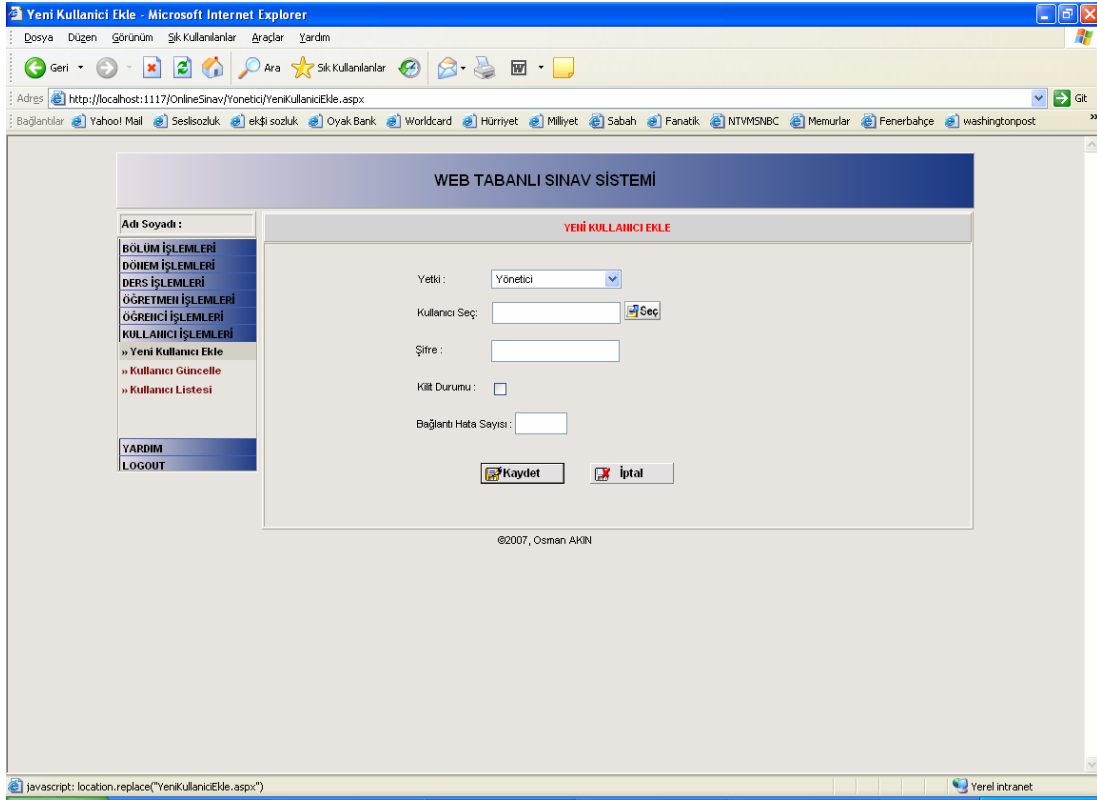 Yeni Kullanici Ekle - Microsoft Internet Explorer
Dosya Düzen Görünüm Sık Kullanılanlar Araçlar Yardım
Geri Ara Sık Kullanılanlar
Adres http://localhost:1117/OnlineSinav/Yonetici/YeniKullaniciEkle.aspx Git
Bağlantılar Yahoo! Mail Seslisozluk ek$i sozluk Oyak Bank Worldcard Hürriyet Milliyet Sabah Fanatik NTVMSNBC Memurlar Fenerbahçe washingtonpost »
WEB TABANLI SINAV SİSTEMİ
Adı Soyadı :
YENİ KULLANICI EKLE
BÖLÜM İŞLEMLERİ
DÖNEM İŞLEMLERİ
DERS İŞLEMLERİ
ÖĞRETMEN İŞLEMLERİ
ÖĞRENCİ İŞLEMLERİ
KULLANICI İŞLEMLERİ
» Yeni Kullanıcı Ekle
» Kullanıcı Güncelle
» Kullanıcı Listesi
YARDIM
LOGOUT
Yetki : Yönetici
Kullanıcı Seç: Seç
Şifre :
Kilit Durumu :
Bağlantı Hata Sayısı :
Kaydet İptal
©2007, Osman AKIN
javascript: location.replace("YeniKullaniciEkle.aspx") Yerel intranet